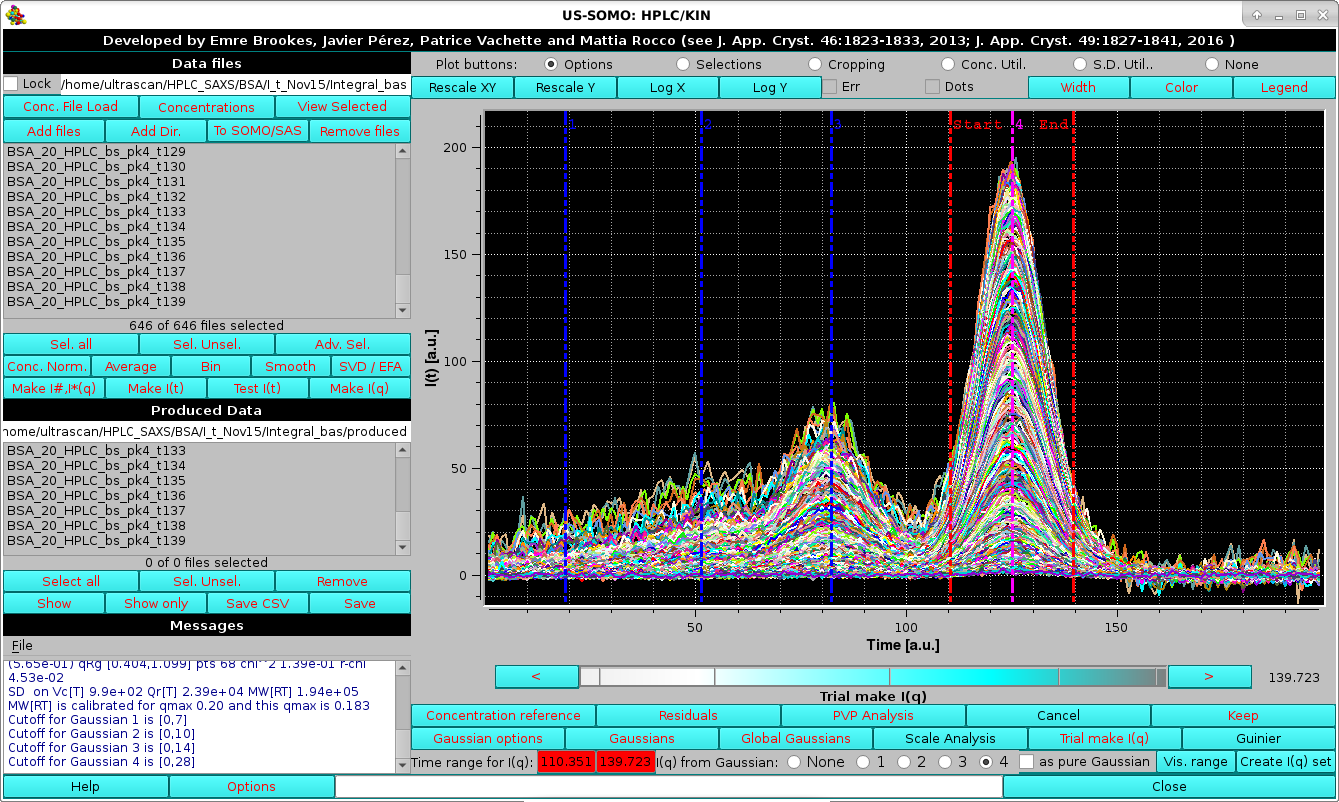 US-SOMO: HPLC/KIN
Developed by Emre Brookes, Javier Pérez, Patrice Vachette and Mattia Rocco (see J. App. Cryst. 46:1823-1833, 2013; J. App. Cryst. 49:1827-1841, 2016 )
Data files
Lock /home/ultrascan/HPLC_SAXS/BSA/I_t_Nov15/Integral_bas
Conc. File Load Concentrations View Selected
Add files Add Dir. To SOMO/SAS Remove files
BSA_20_HPLC_bs_pk4_t129
BSA_20_HPLC_bs_pk4_t130
BSA_20_HPLC_bs_pk4_t131
BSA_20_HPLC_bs_pk4_t132
BSA_20_HPLC_bs_pk4_t133
BSA_20_HPLC_bs_pk4_t134
BSA_20_HPLC_bs_pk4_t135
BSA_20_HPLC_bs_pk4_t136
BSA_20_HPLC_bs_pk4_t137
BSA_20_HPLC_bs_pk4_t138
BSA_20_HPLC_bs_pk4_t139
646 of 646 files selected
Sel. all Sel. Unsel. Adv. Sel.
Conc. Norm. Average Bin Smooth SVD / EFA
Make I#,I*(q) Make I(t) Test I(t) Make I(q)
Produced Data
home/ultrascan/HPLC_SAXS/BSA/I_t_Nov15/Integral_bas/produced
BSA_20_HPLC_bs_pk4_t133
BSA_20_HPLC_bs_pk4_t134
BSA_20_HPLC_bs_pk4_t135
BSA_20_HPLC_bs_pk4_t136
BSA_20_HPLC_bs_pk4_t137
BSA_20_HPLC_bs_pk4_t138
BSA_20_HPLC_bs_pk4_t139
0 of 0 files selected
Select all Sel. Unsel. Remove
Show Show only Save CSV Save
Messages
File
(5.65e-01) qRg [0.404,1.099] pts 68 chi^2 1.39e-01 r-chi
4.53e-02
SD on Vc[T] 9.9e+02 Qr[T] 2.39e+04 MW[RT] 1.94e+05
MW[RT] is calibrated for qmax 0.20 and this qmax is 0.183
Cutoff for Gaussian 1 is [0,7]
Cutoff for Gaussian 2 is [0,10]
Cutoff for Gaussian 3 is [0,14]
Cutoff for Gaussian 4 is [0,28]
Help Options
Plot buttons: Options Selections Cropping Conc. Util. S.D. Util.. None
Rescale XY Rescale Y Log X Log Y Err Dots Width Color Legend
1 2 3 Start 4 End
200
150
100
50
0
I(t) [a.u.]
50 100 150
Time [a.u.]
< > 139.723
Trial make I(q)
Concentration reference Residuals PVP Analysis Cancel Keep
Gaussian options Gaussians Global Gaussians Scale Analysis Trial make I(q) Guinier
Time range for I(q): 110.351 139.723 I(q) from Gaussian: None 1 2 3 4 as pure Gaussian Vis. range Create I(q) set
Close